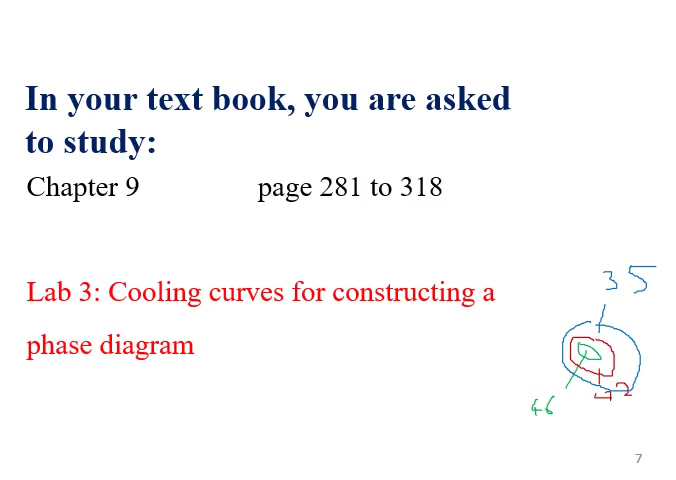 In your text book, you are asked
to study:
Chapter 9 page 281 to 318
35
Lab 3: Cooling curves for constructing a
phase diagram
42
46
7